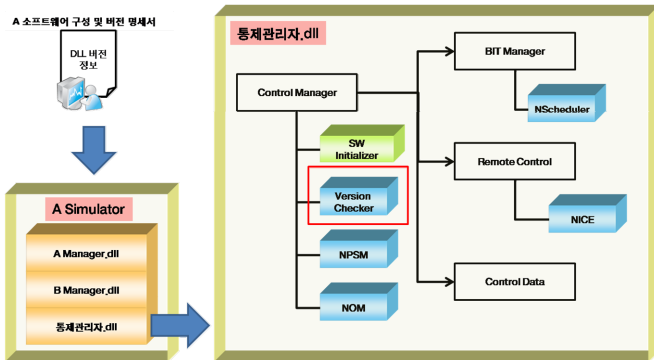 A 소프트웨어 구성 및 버전 명세서
DLL 버전
정보
A Simulator
A Manager.dll
B Manager.dll
통제관리자.dll
통제관리자.dll
Control Manager
SW
Initializer
Version
Checker
NPSM
NOM
BIT Manager
NScheduler
Remote Control
NICE
Control Data